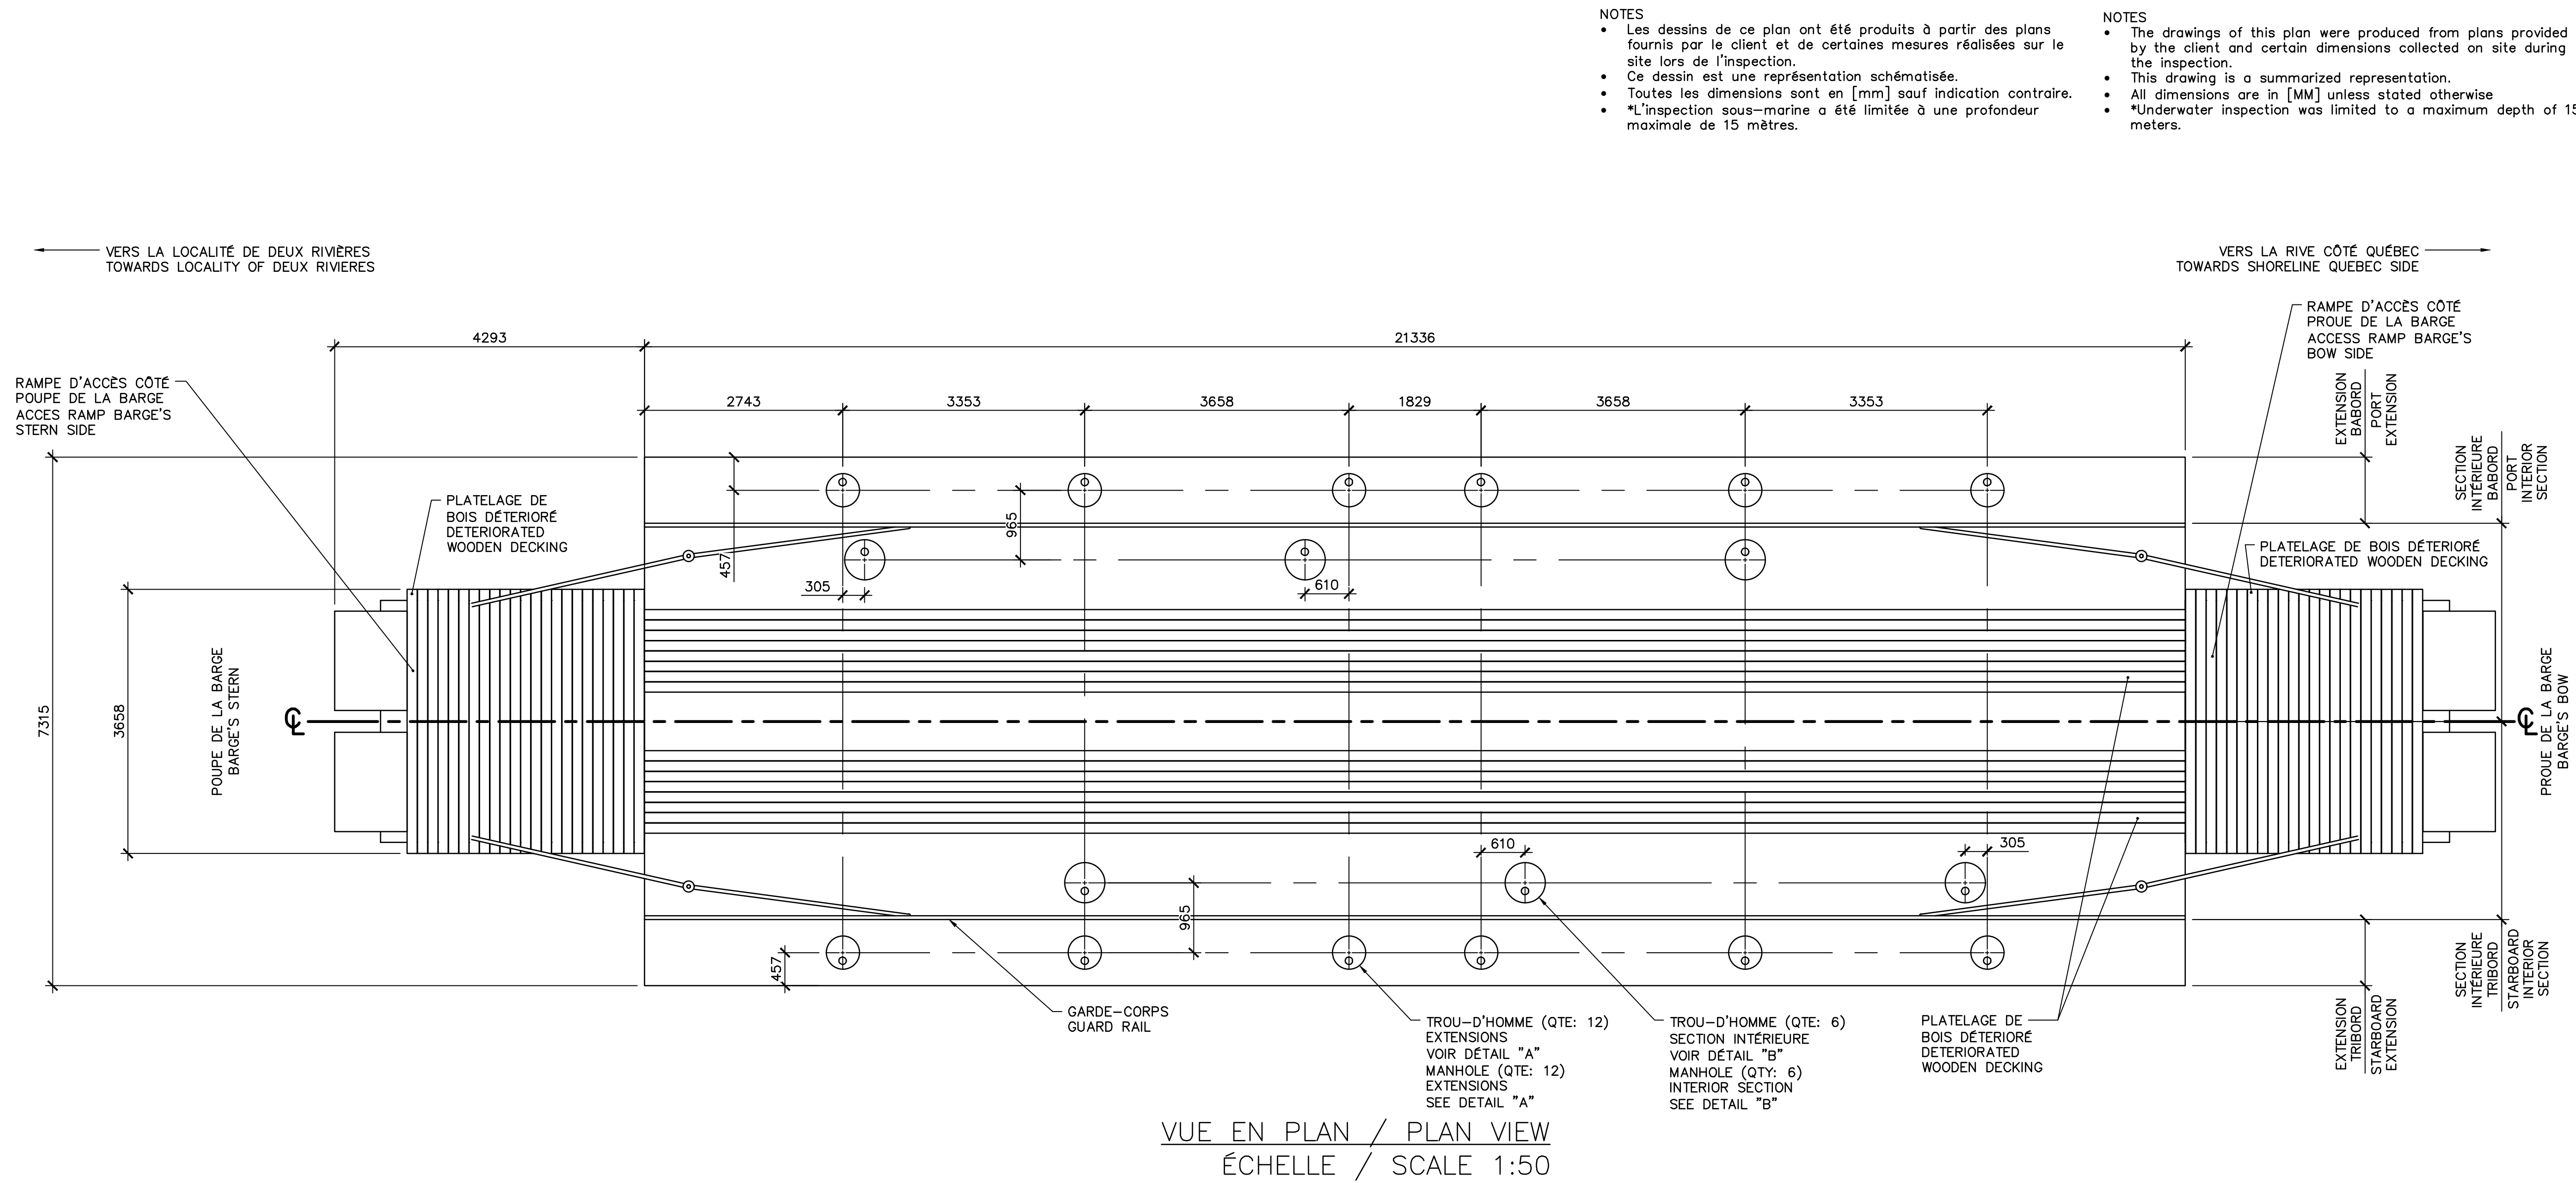 NOTES
• Les dessins de ce plan ont été produits à partir des plans
fournis par le client et de certaines mesures réalisées sur le
site lors de l'inspection.
• Ce dessin est une représentation schématisée.
• Toutes les dimensions sont en [mm] sauf indication contraire.
• *L'inspection sous-marine a été limitée à une profondeur
maximale de 15 mètres.
NOTES
• The drawings of this plan were produced from plans provided
by the client and certain dimensions collected on site during
the inspection.
• This drawing is a summarized representation.
• All dimensions are in [MM] unless stated otherwise
• *Underwater inspection was limited to a maximum depth of 15
meters.
VERS LA LOCALITÉ DE DEUX RIVIÈRES
TOWARDS LOCALITY OF DEUX RIVIERES
VERS LA RIVE CÔTÉ QUÉBEC
TOWARDS SHORELINE QUEBEC SIDE
RAMPE D'ACCÈS CÔTÉ
PROUE DE LA BARGE
ACCESS RAMP BARGE'S
BOW SIDE
4293
21336
RAMPE D'ACCÈS CÔTÉ
POUPE DE LA BARGE
ACCES RAMP BARGE'S
STERN SIDE
2743
3353
3658
1829
3658
3353
EXTENSION
BABORD
PORT
EXTENSION
SECTION
INTÉRIEURE
BABORD
PORT
INTERIOR
SECTION
PLATELAGE DE
BOIS DÉTERIORÉ
DETERIORATED
WOODEN DECKING
965
457
305
610
PLATELAGE DE BOIS DÉTERIORÉ
DETERIORATED WOODEN DECKING
7315
3658
POUPE DE LA BARGE
BARGE'S STERN
CL
CL
PROUE DE LA BARGE
BARGE'S BOW
610
305
965
457
GARDE-CORPS
GUARD RAIL
TROU-D'HOMME (QTE: 12)
EXTENSIONS
VOIR DÉTAIL "A"
MANHOLE (QTE: 12)
EXTENSIONS
SEE DETAIL "A"
TROU-D'HOMME (QTE: 6)
SECTION INTÉRIEURE
VOIR DÉTAIL "B"
MANHOLE (QTY: 6)
INTERIOR SECTION
SEE DETAIL "B"
PLATELAGE DE
BOIS DÉTERIORÉ
DETERIORATED
WOODEN DECKING
EXTENSION
TRIBORD
STARBOARD
EXTENSION
SECTION
INTÉRIEURE
TRIBORD
STARBOARD
INTERIOR
SECTION
VUE EN PLAN / PLAN VIEW
ÉCHELLE / SCALE 1:50